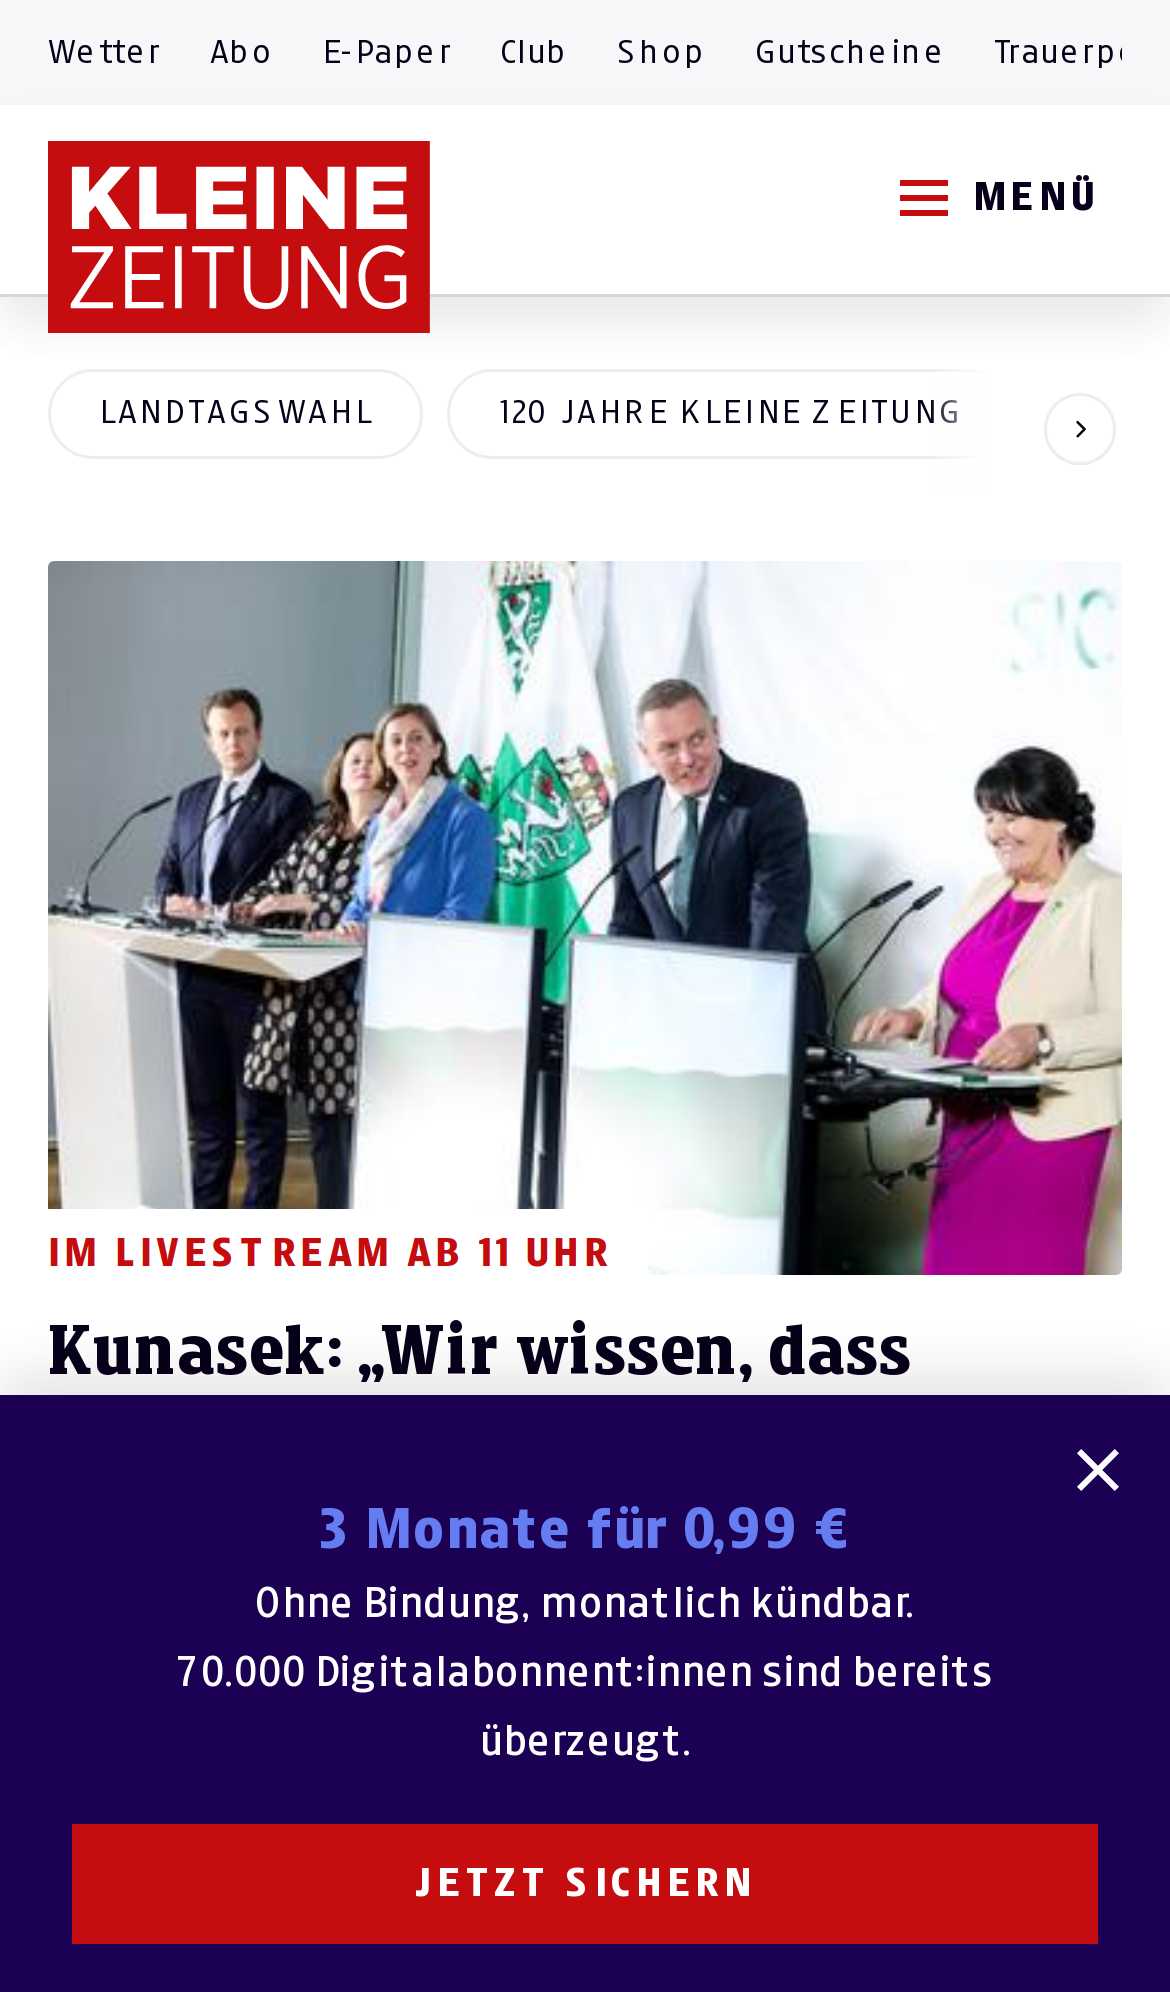 Wetter Abo E-Paper Club Shop Gutscheine Trauerpo
KLEINE
ZEITUNG
MENÜ
LANDTAGSWAHL 120 JAHRE KLEINE ZEITUNG
SIC
IM LIVESTREAM AB 11 UHR
Kunasek: „Wir wissen, dass
3 Monate für 0,99 €
Ohne Bindung, monatlich kündbar.
70.000 Digitalabonnent:innen sind bereits
überzeugt.
JETZT SICHERN